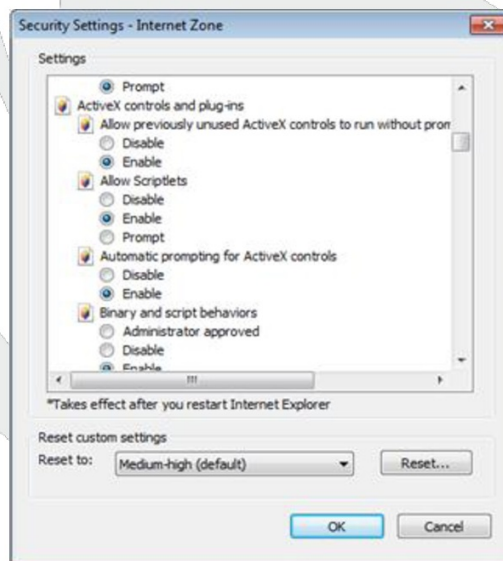 Security Settings - Internet Zone
Settings
Prompt
ActiveX controls and plug-ins
Allow previously unused ActiveX controls to run without prom
Disable
Enable
Allow Scriptlets
Disable
Enable
Prompt
Automatic prompting for ActiveX controls
Disable
Enable
Binary and script behaviors
Administrator approved
Disable
Enable
*Takes effect after you restart Internet Explorer
Reset custom settings
Reset to: Medium-high (default) Reset...
OK Cancel